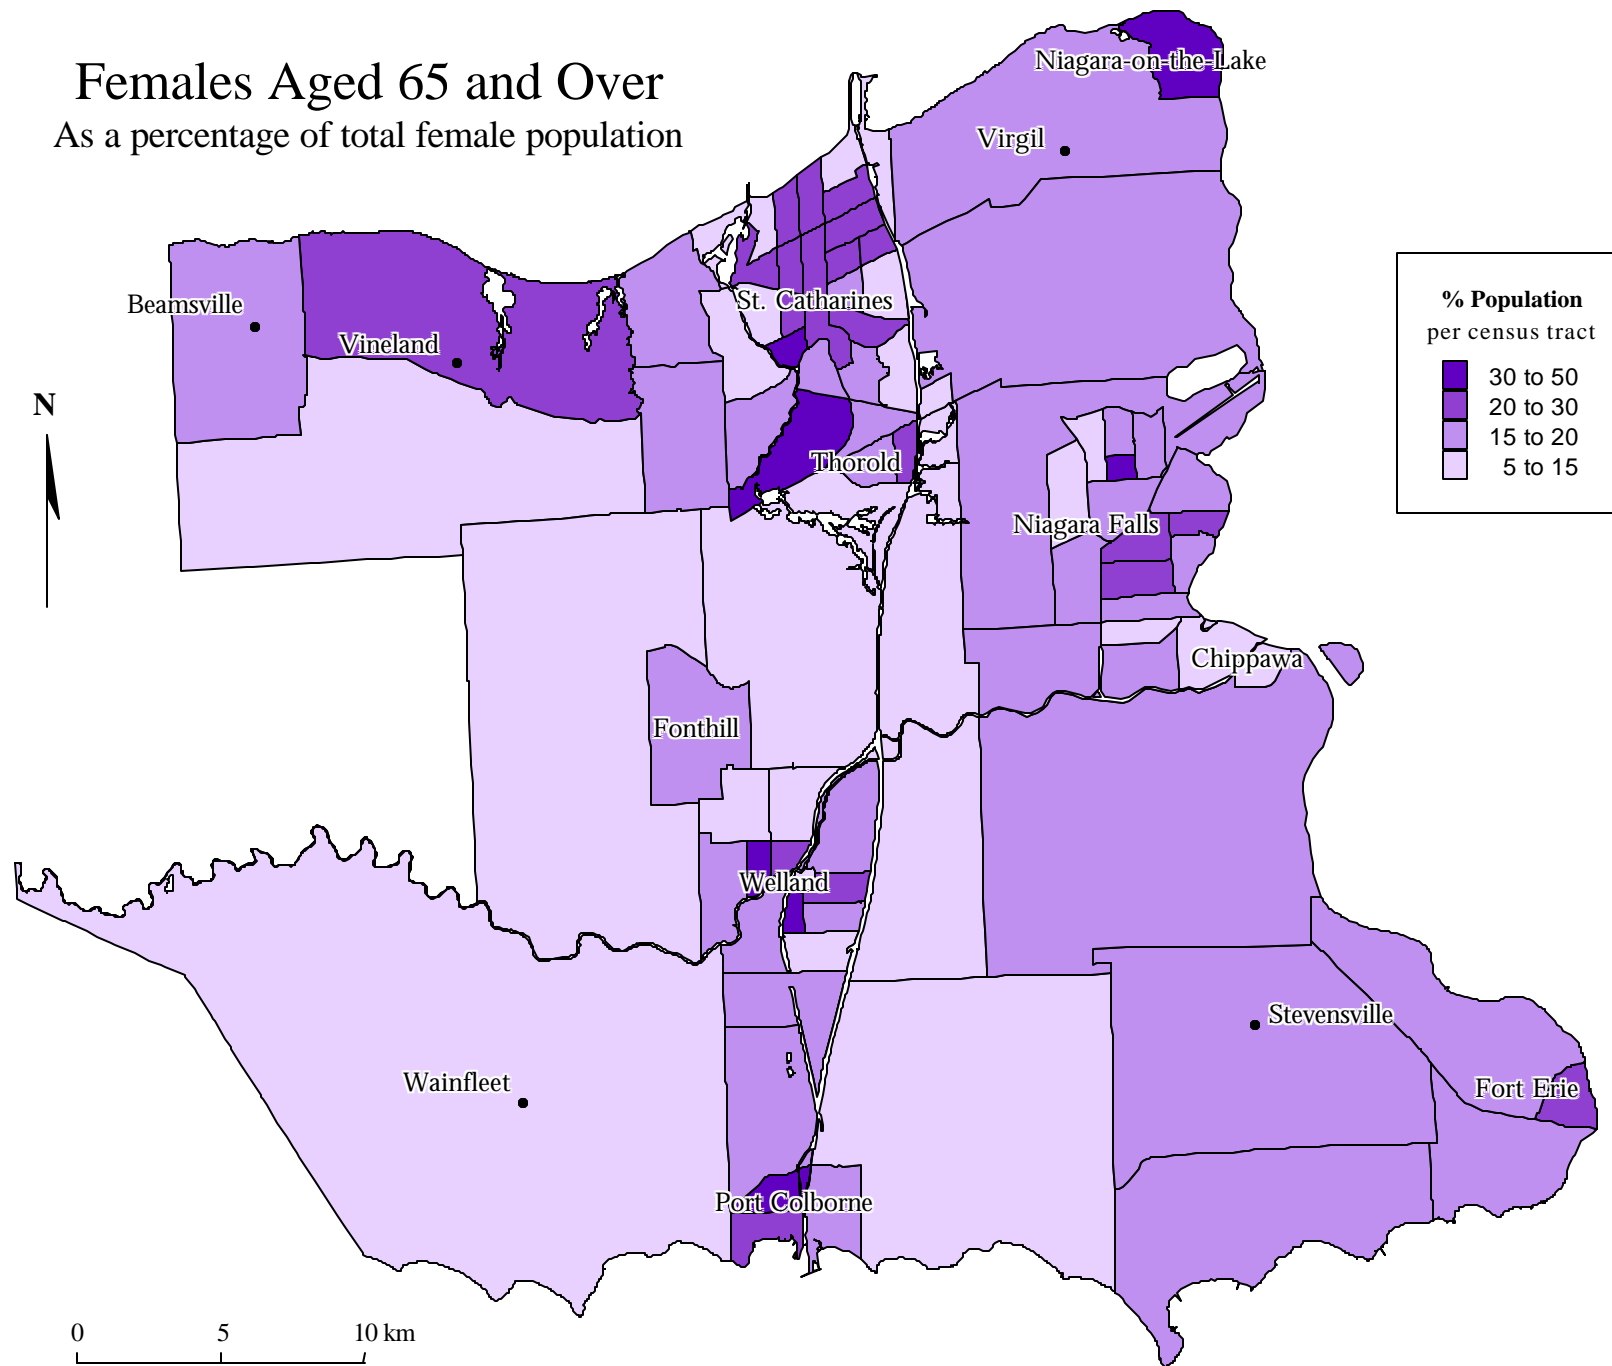 Females Aged 65 and Over
As a percentage of total female population
Niagara-on-the-Lake
Virgil
Beamsville
Vineland
St. Catharines
% Population
per census tract
30 to 50
20 to 30
15 to 20
5 to 15
N
Thorold
Niagara Falls
Chippawa
Fonthill
Welland
Stevensville
Wainfleet
Fort Erie
Port Colborne
0 5 10 km